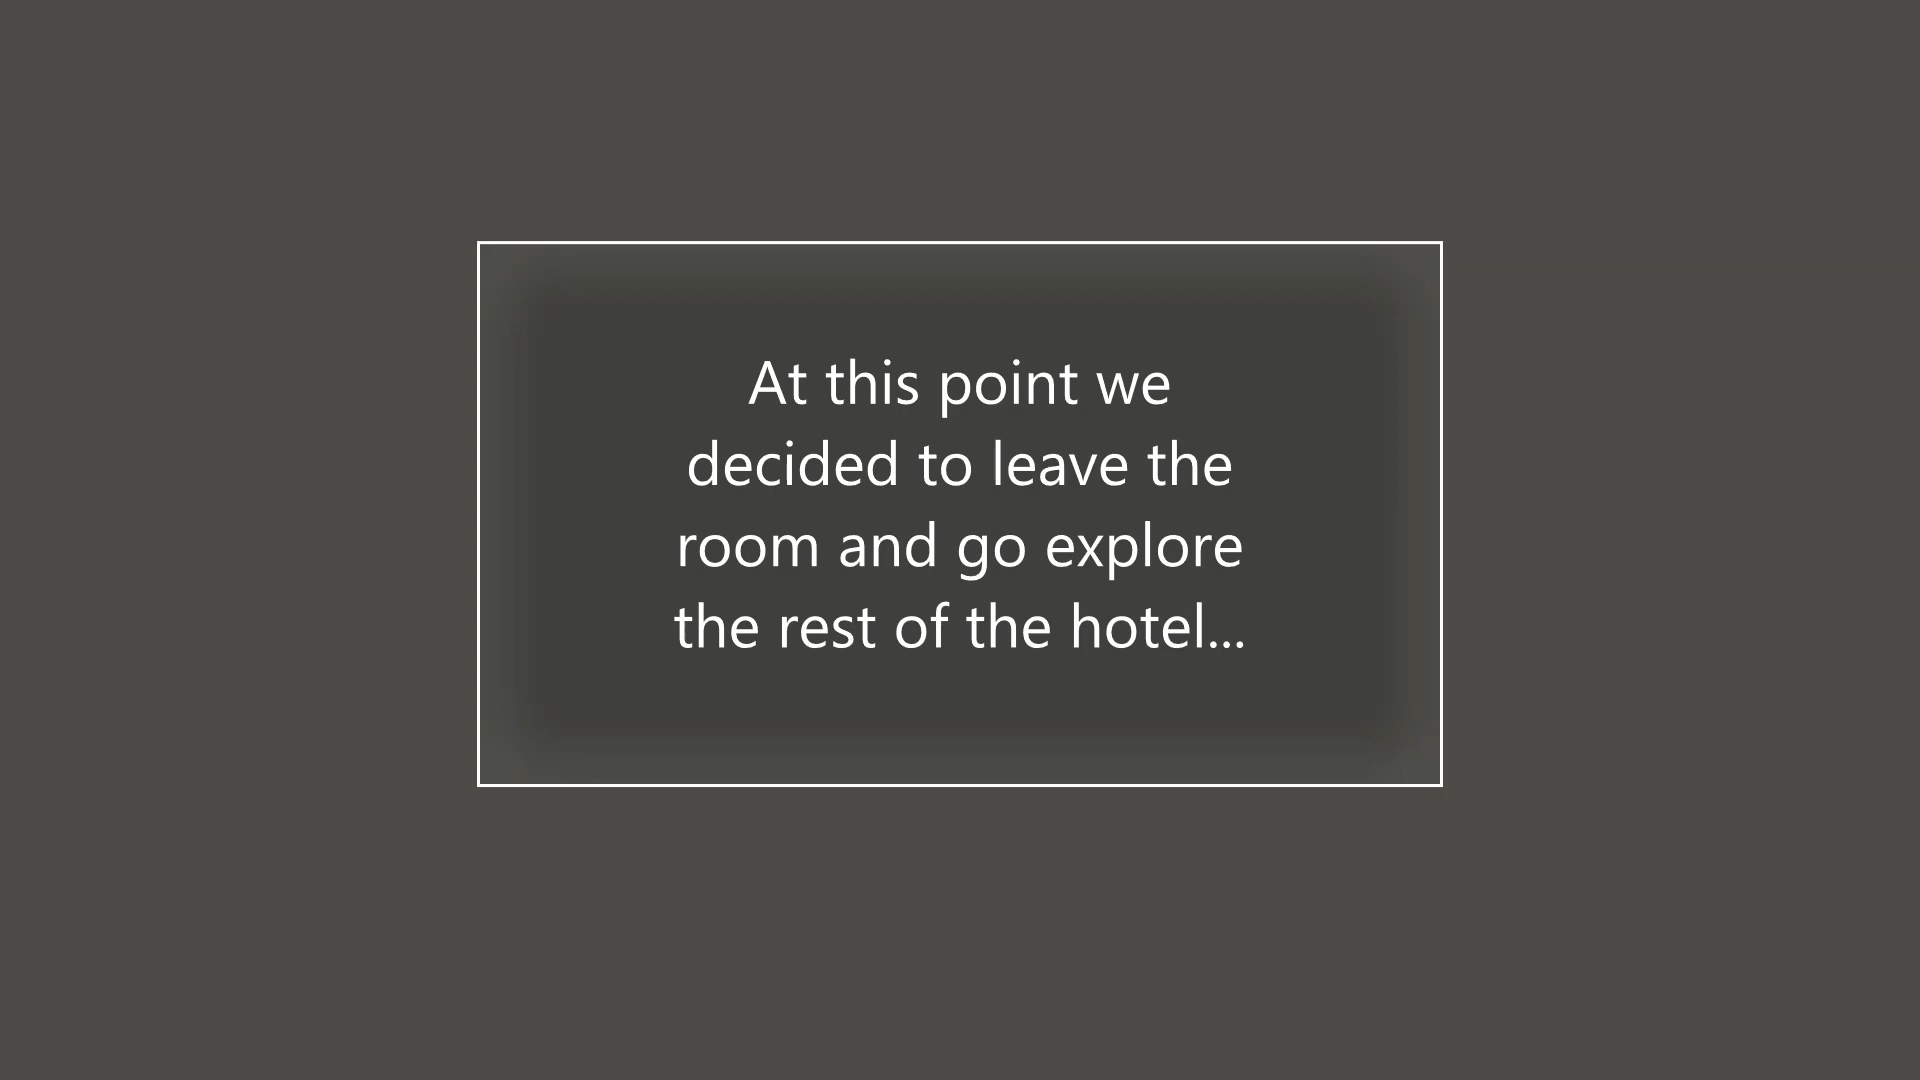 At this point we
decided to leave the
room and go explore
the rest of the hotel...